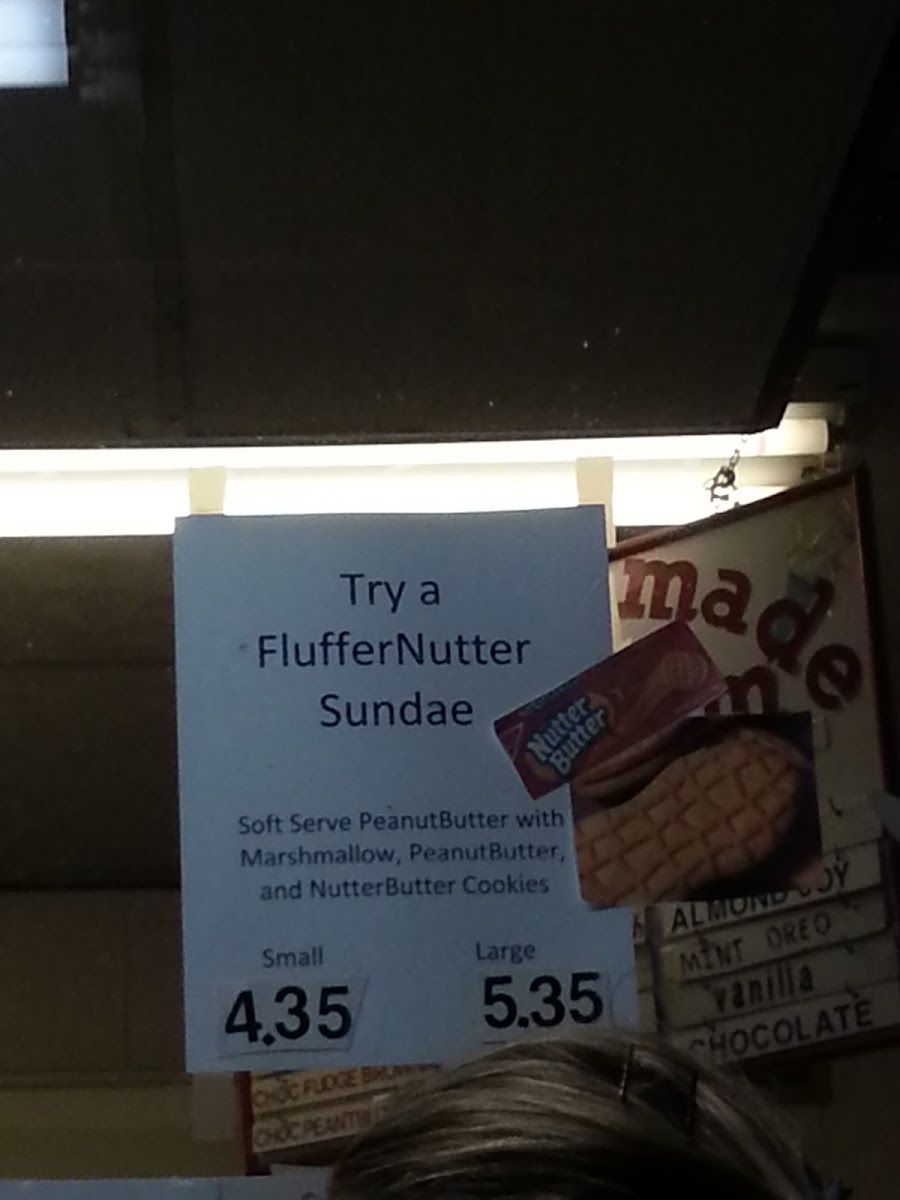 Try a
FlufferNutter
Sundae
Nutter
Butter
Soft Serve PeanutButter with
Marshmallow, PeanutButter,
and NutterButter Cookies
Small Large
4.35 5.35
made
ALMOND JOY
MINT OREO
vanilla
CHOCOLATE
CHOC FUDGE
CHOC